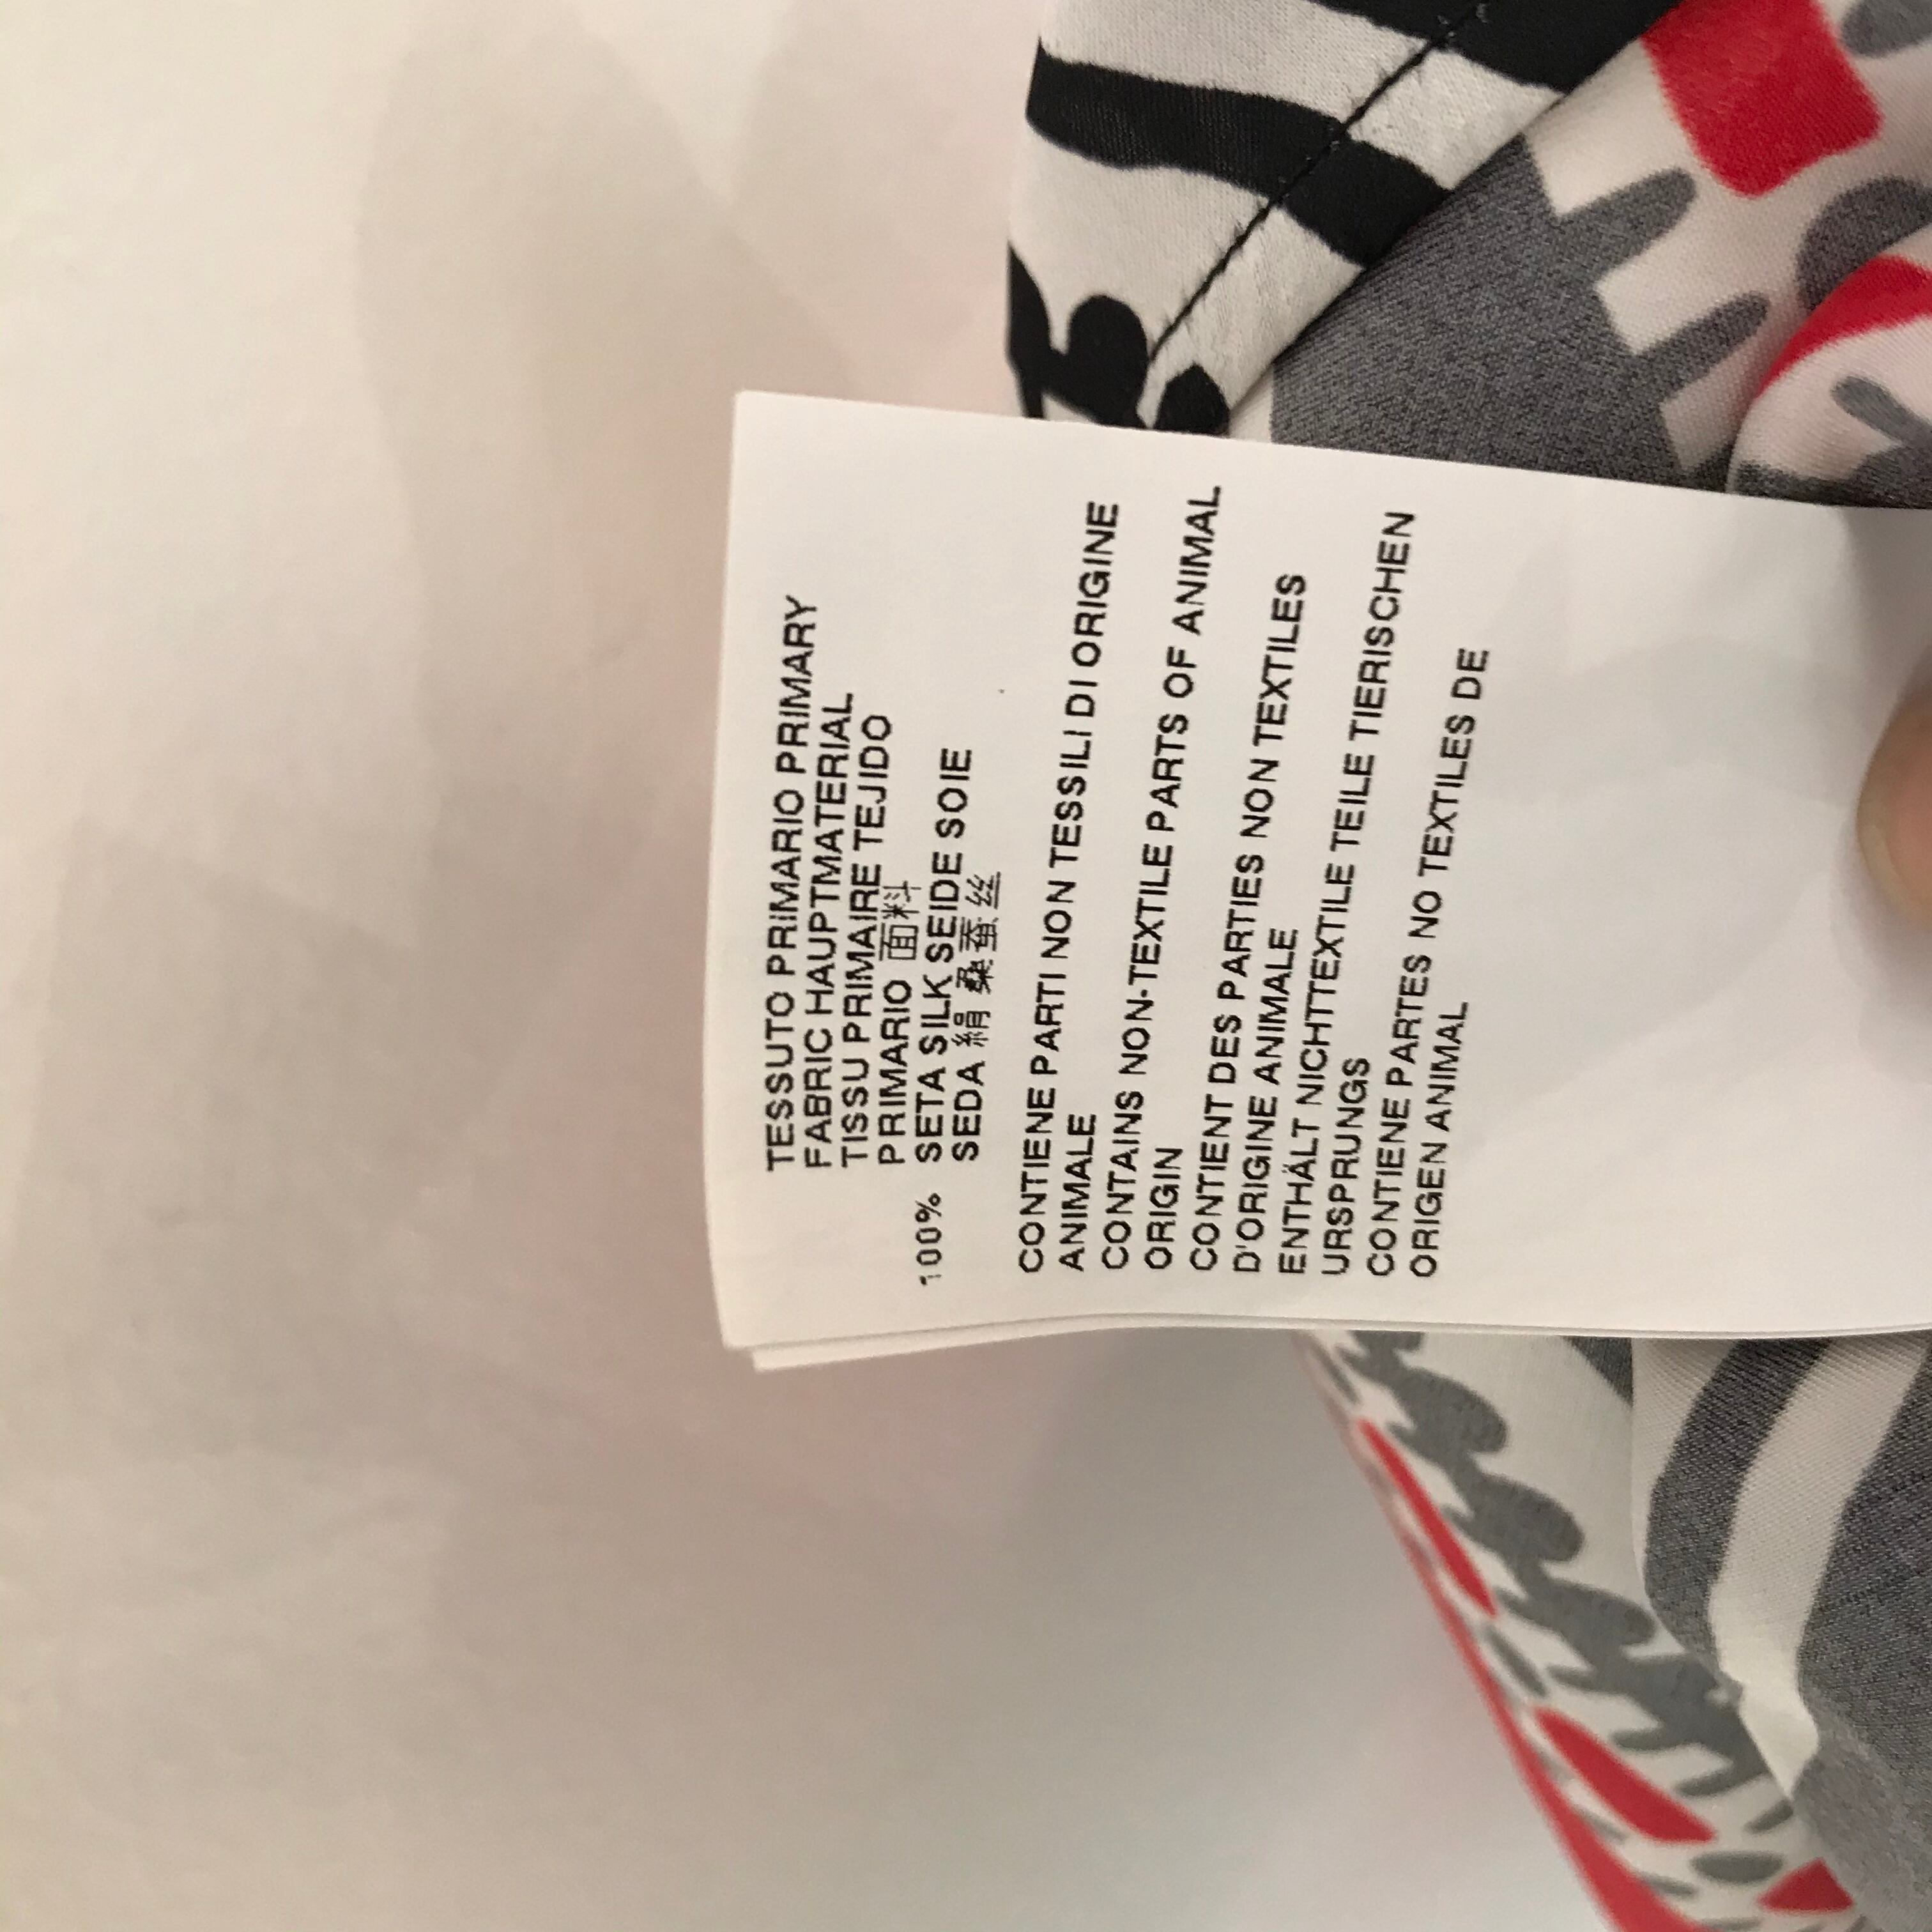 TESSUTO PRIMARIO PRIMARY
FABRIC HAUPTMATERIAL
TISSU PRIMAIRE TEJIDO
PRIMARIO 面料
100% SETA SILK SEIDE SOIE
SEDA 絹 桑蚕丝
CONTIENE PARTI NON TESSILI DI ORIGINE
ANIMALE
CONTAINS NON-TEXTILE PARTS OF ANIMAL
ORIGIN
CONTIENT DES PARTIES NON TEXTILES
D'ORIGINE ANIMALE
ENTHÄLT NICHTTEXTILE TEILE TIERISCHEN
URSPRUNGS
CONTIENE PARTES NO TEXTILES DE
ORIGEN ANIMAL